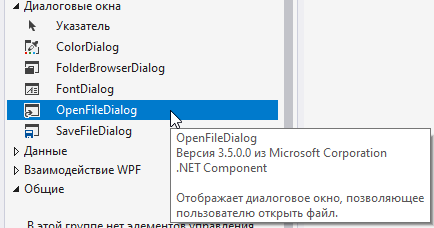 Диалоговые окна
Указатель
ColorDialog
FolderBrowserDialog
FontDialog
OpenFileDialog
SaveFileDialog
Данные
Взаимодействие WPF
Общие
OpenFileDialog
Версия 3.5.0.0 из Microsoft Corporation
.NET Component
Отображает диалоговое окно, позволяющее
пользователю открыть файл.
В этой группе нет элементов управления